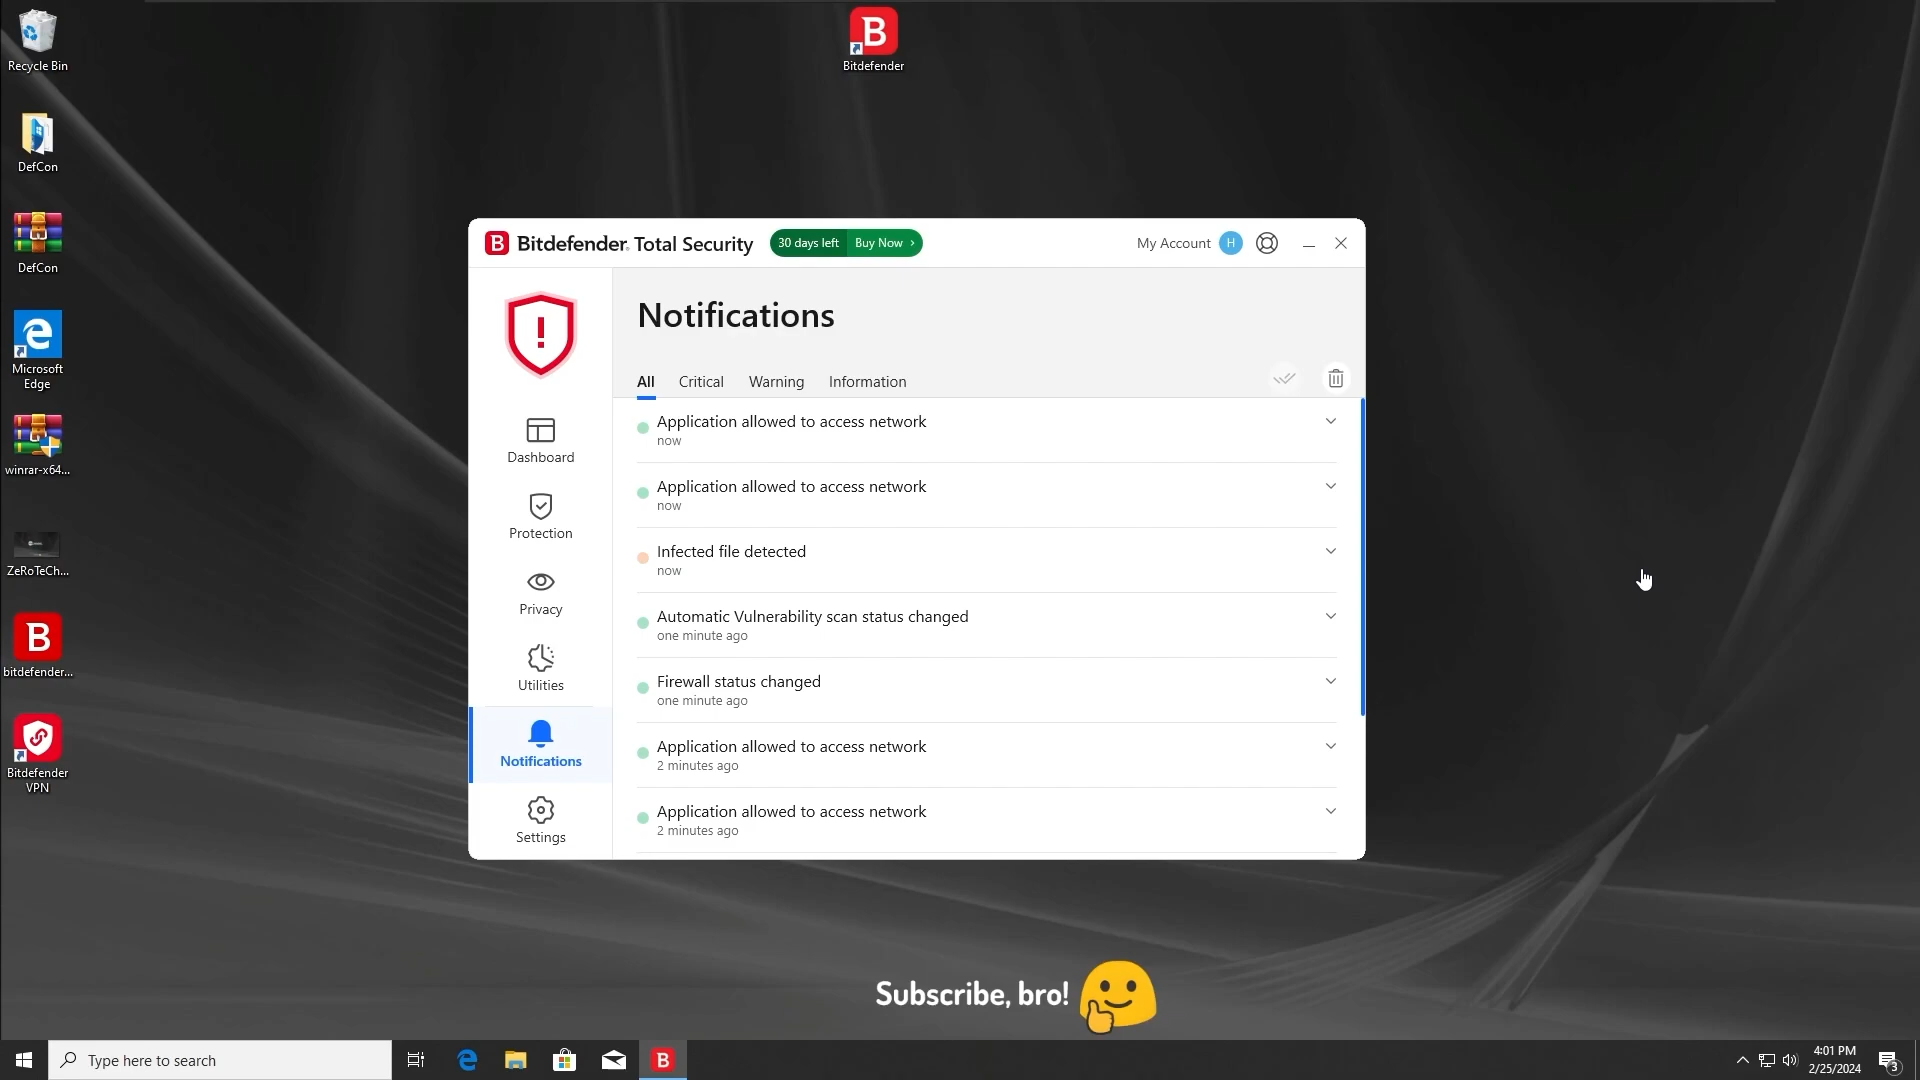 Recycle Bin
DefCon
DefCon
Microsoft
Edge
winrar-x64...
ZeRoTeCh...
B
bitdefender...
Bitdefender
VPN
B
Bitdefender
B Bitdefender Total Security
30 days left Buy Now ›
My Account H
Dashboard
Protection
Privacy
Utilities
Notifications
Settings
Notifications
All Critical Warning Information
Application allowed to access network
now
Application allowed to access network
now
Infected file detected
now
Automatic Vulnerability scan status changed
one minute ago
Firewall status changed
one minute ago
Application allowed to access network
2 minutes ago
Application allowed to access network
2 minutes ago
Subscribe, bro!
Type here to search
B
4:01 PM
2/25/2024
3